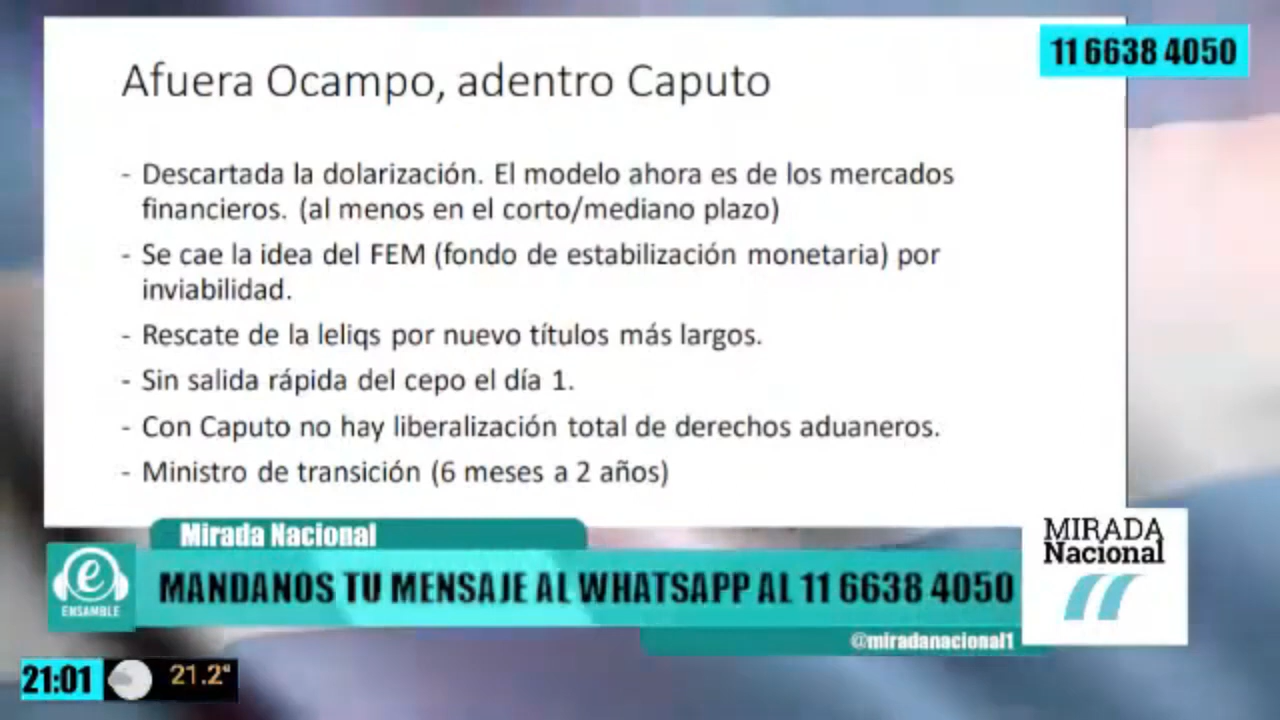 11 6638 4050
Afuera Ocampo, adentro Caputo
- Descartada la dolarización. El modelo ahora es de los mercados
financieros. (al menos en el corto/mediano plazo)
- Se cae la idea del FEM (fondo de estabilización monetaria) por
inviabilidad.
- Rescate de la leliqs por nuevo títulos más largos.
- Sin salida rápida del cepo el día 1.
- Con Caputo no hay liberalización total de derechos aduaneros.
- Ministro de transición (6 meses a 2 años)
Mirada Nacional
MIRADA
Nacional
e
ENSAMBLE
MANDANOS TU MENSAJE AL WHATSAPP AL 11 6638 4050
@miradanacional1
21:01
21.2°